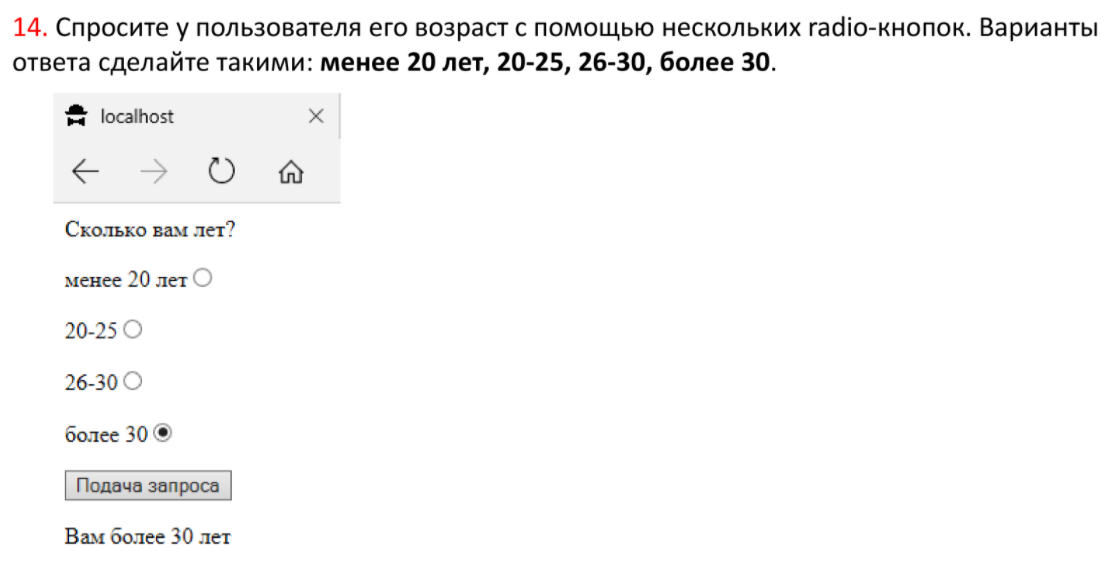 14. Спросите у пользователя его возраст с помощью нескольких radio-кнопок. Варианты
ответа сделайте такими: менее 20 лет, 20-25, 26-30, более 30.
localhost
Сколько вам лет?
менее 20 лет
20-25
26-30
более 30
Подача запроса
Вам более 30 лет